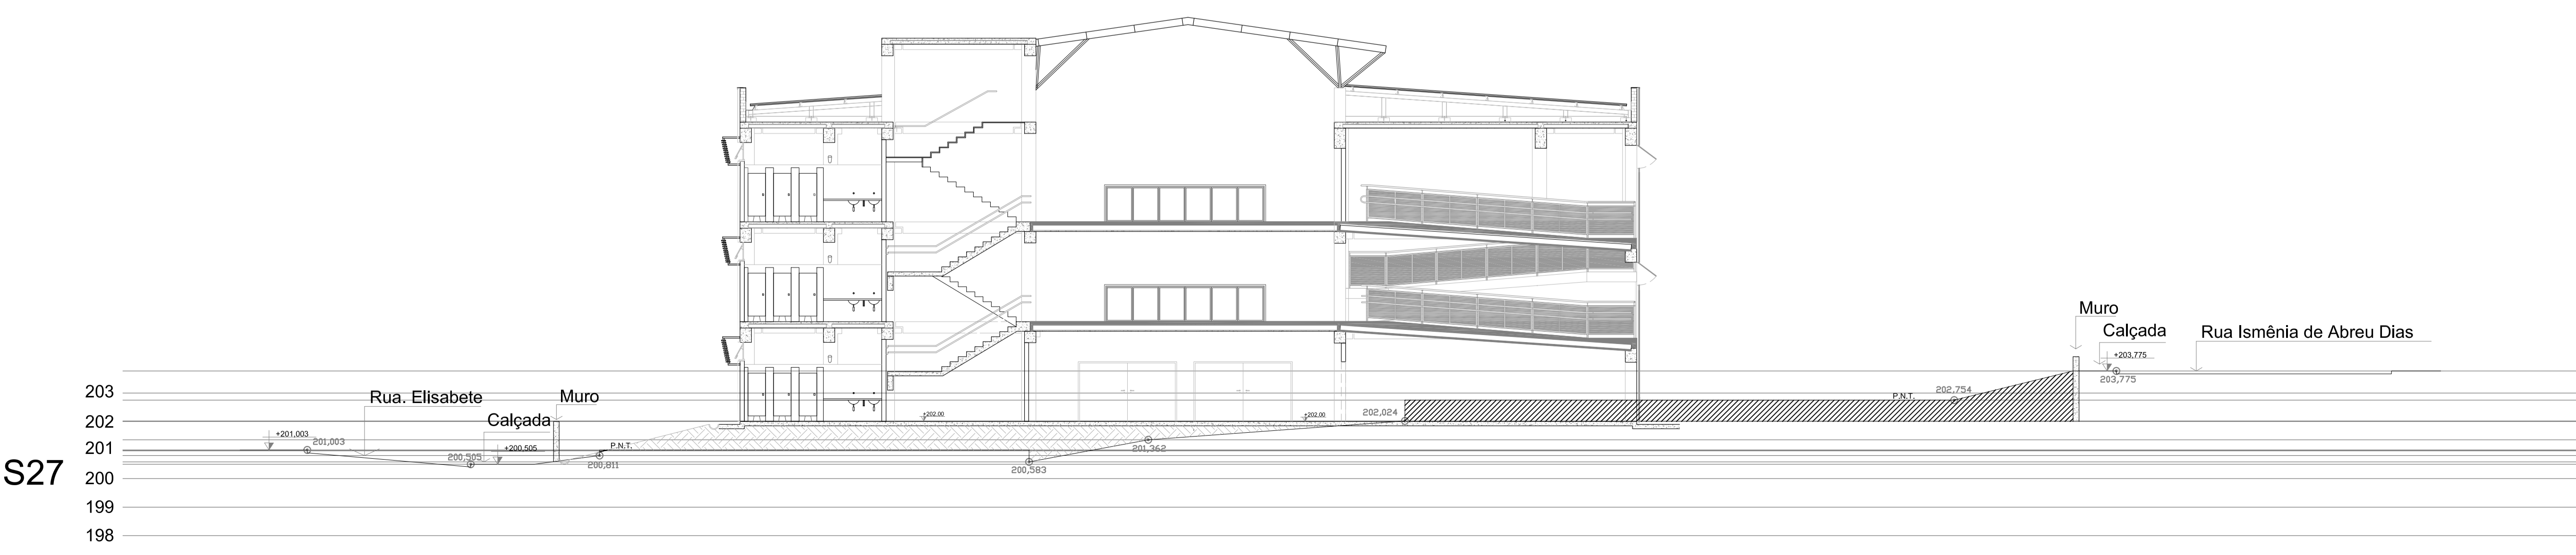 Muro
Calçada
Rua Ismênia de Abreu Dias
+203,775
203,775
203
Rua. Elisabete
Muro
202,754
P.N.T.
202
Calçada
+202,00
+202,00
202,024
201
+201,003
201,003
+200,505
200,505
P.N.T.
200,811
201,362
200,583
S27
200
199
198